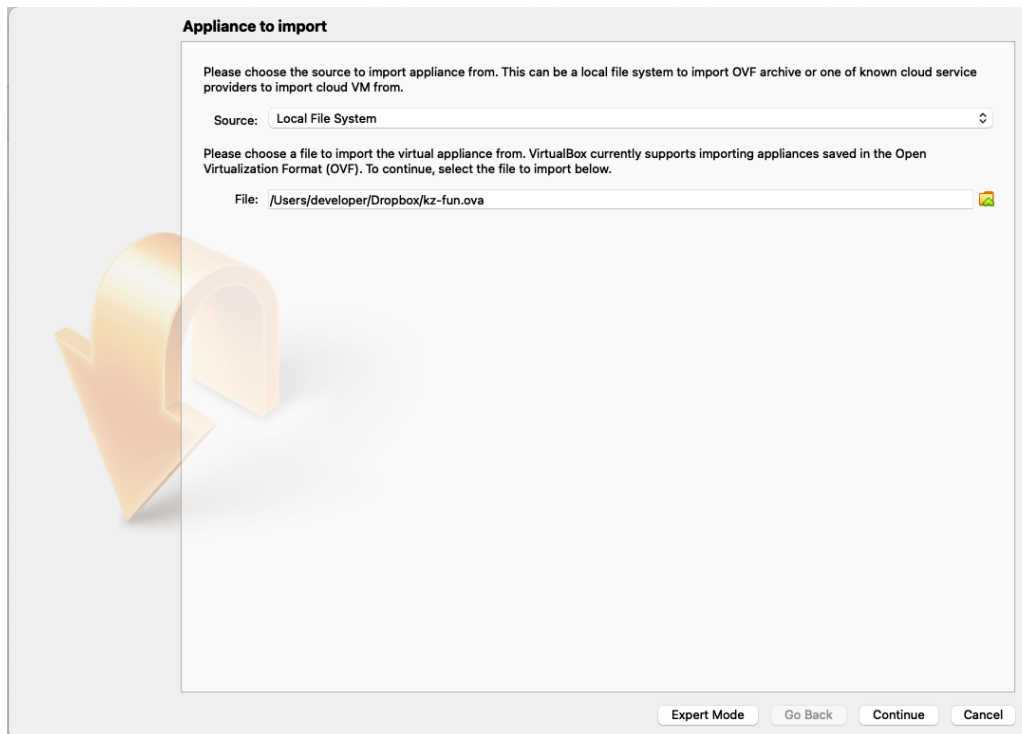 Appliance to import
Please choose the source to import appliance from. This can be a local file system to import OVF archive or one of known cloud service
providers to import cloud VM from.
Source: Local File System
Please choose a file to import the virtual appliance from. VirtualBox currently supports importing appliances saved in the Open
Virtualization Format (OVF). To continue, select the file to import below.
File: /Users/developer/Dropbox/kz-fun.ova
Expert Mode Go Back Continue Cancel